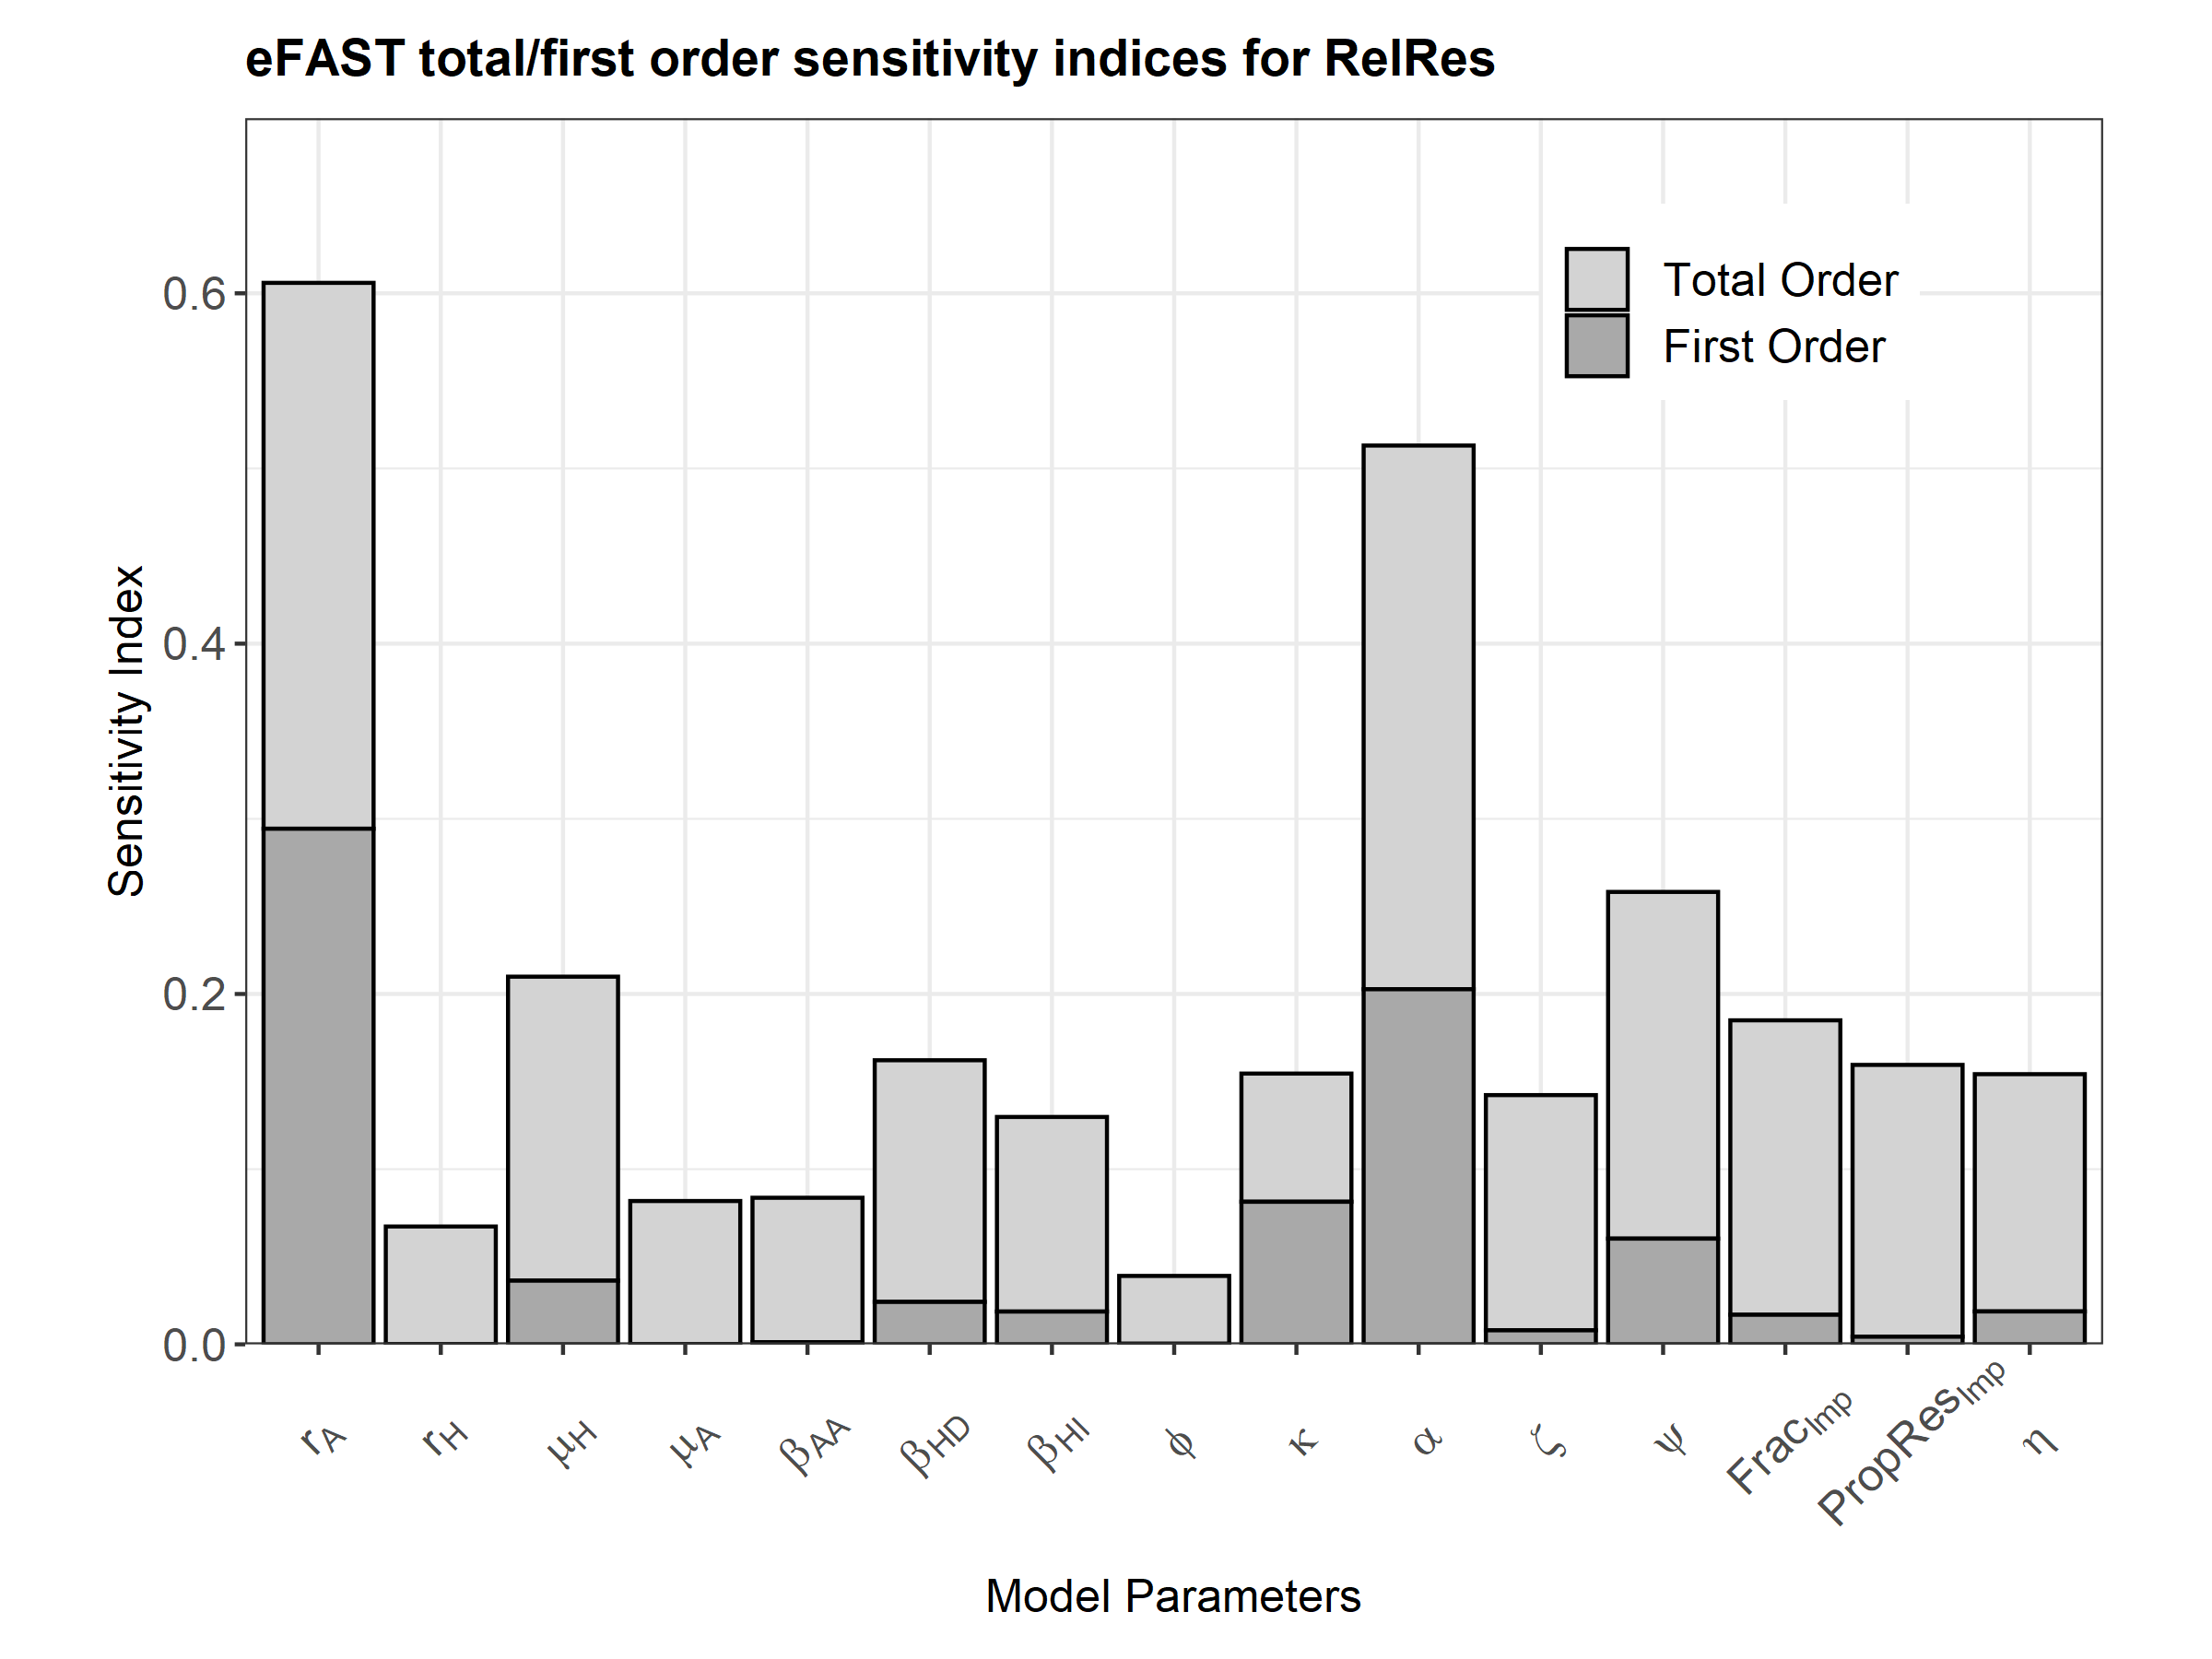 eFAST total/first order sensitivity indices for RelRes
Total Order
First Order
Sensitivity Index
0.6
0.4
0.2
0.0
rA
rH
μH
μA
βAA
βHD
βHI
ϕ
κ
α
ζ
ψ
FracImp
PropResImp
η
Model Parameters